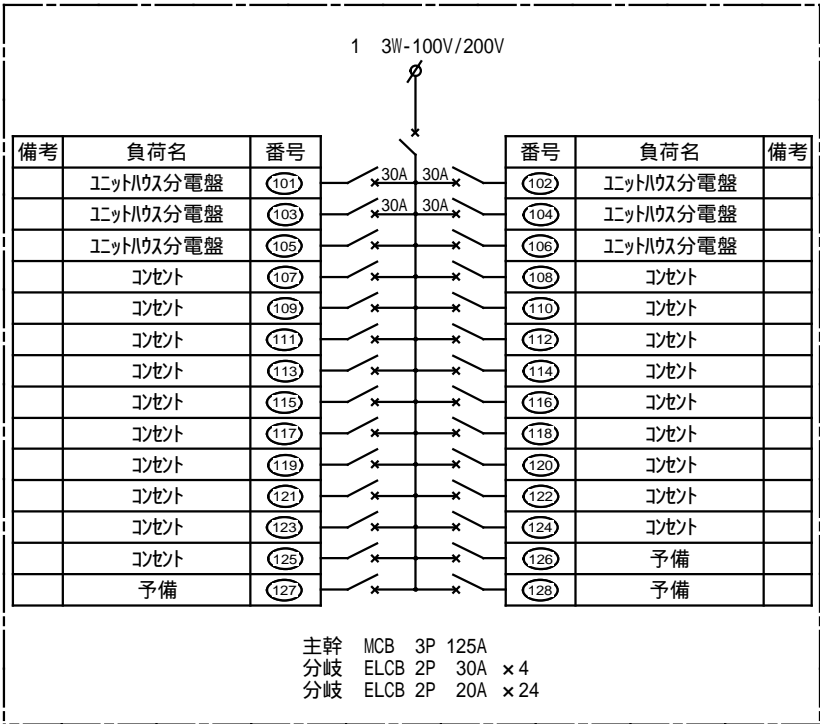 1 3W-100V/200V
備考 負荷名 番号 番号 負荷名 備考
ユニットハウス分電盤 101 30A 30A 102 ユニットハウス分電盤
ユニットハウス分電盤 103 30A 30A 104 ユニットハウス分電盤
ユニットハウス分電盤 105 106 ユニットハウス分電盤
コンセント 107 108 コンセント
コンセント 109 110 コンセント
コンセント 111 112 コンセント
コンセント 113 114 コンセント
コンセント 115 116 コンセント
コンセント 117 118 コンセント
コンセント 119 120 コンセント
コンセント 121 122 コンセント
コンセント 123 124 コンセント
コンセント 125 126 予備
予備 127 128 予備
主幹 MCB 3P 125A
分岐 ELCB 2P 30A ×4
分岐 ELCB 2P 20A ×24